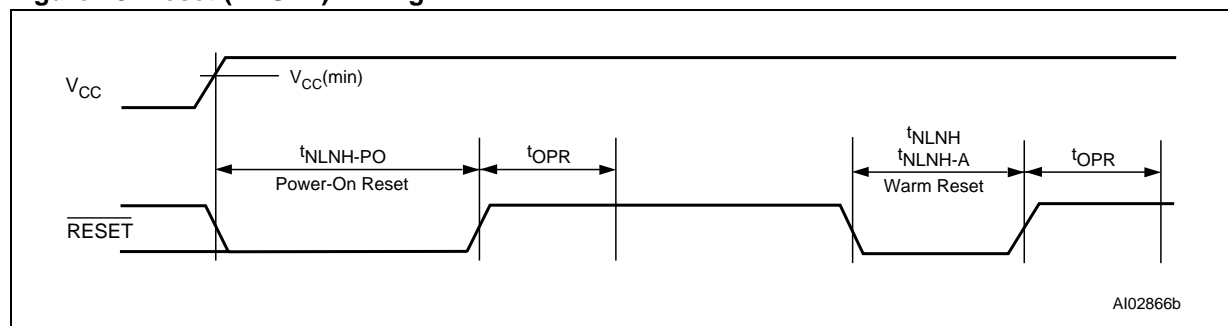 V_CC
V_CC(min)
t_NLNH-PO
Power-On Reset
t_OPR
t_NLNH
t_NLNH-A
Warm Reset
t_OPR
RESET
AI02866b